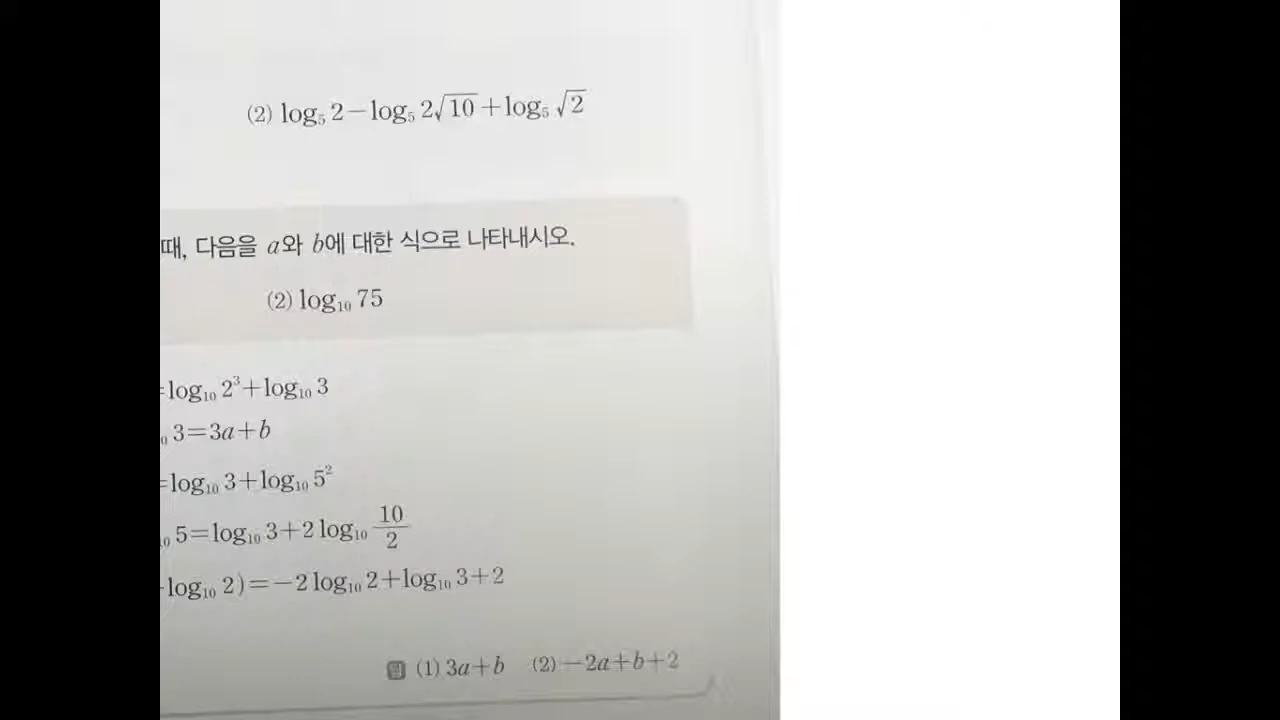 (2) log₅ 2－log₅ 2√10＋log₅ √2
때, 다음을 a와 b에 대한 식으로 나타내시오.
(2) log₁₀ 75
=log₁₀ 2³+log₁₀ 3
₀ 3=3a+b
=log₁₀ 3+log₁₀ 5²
₀ 5=log₁₀ 3+2 log₁₀ 10/2
-log₁₀ 2)=-2 log₁₀ 2+log₁₀ 3+2
답 (1) 3a+b (2) -2a+b+2